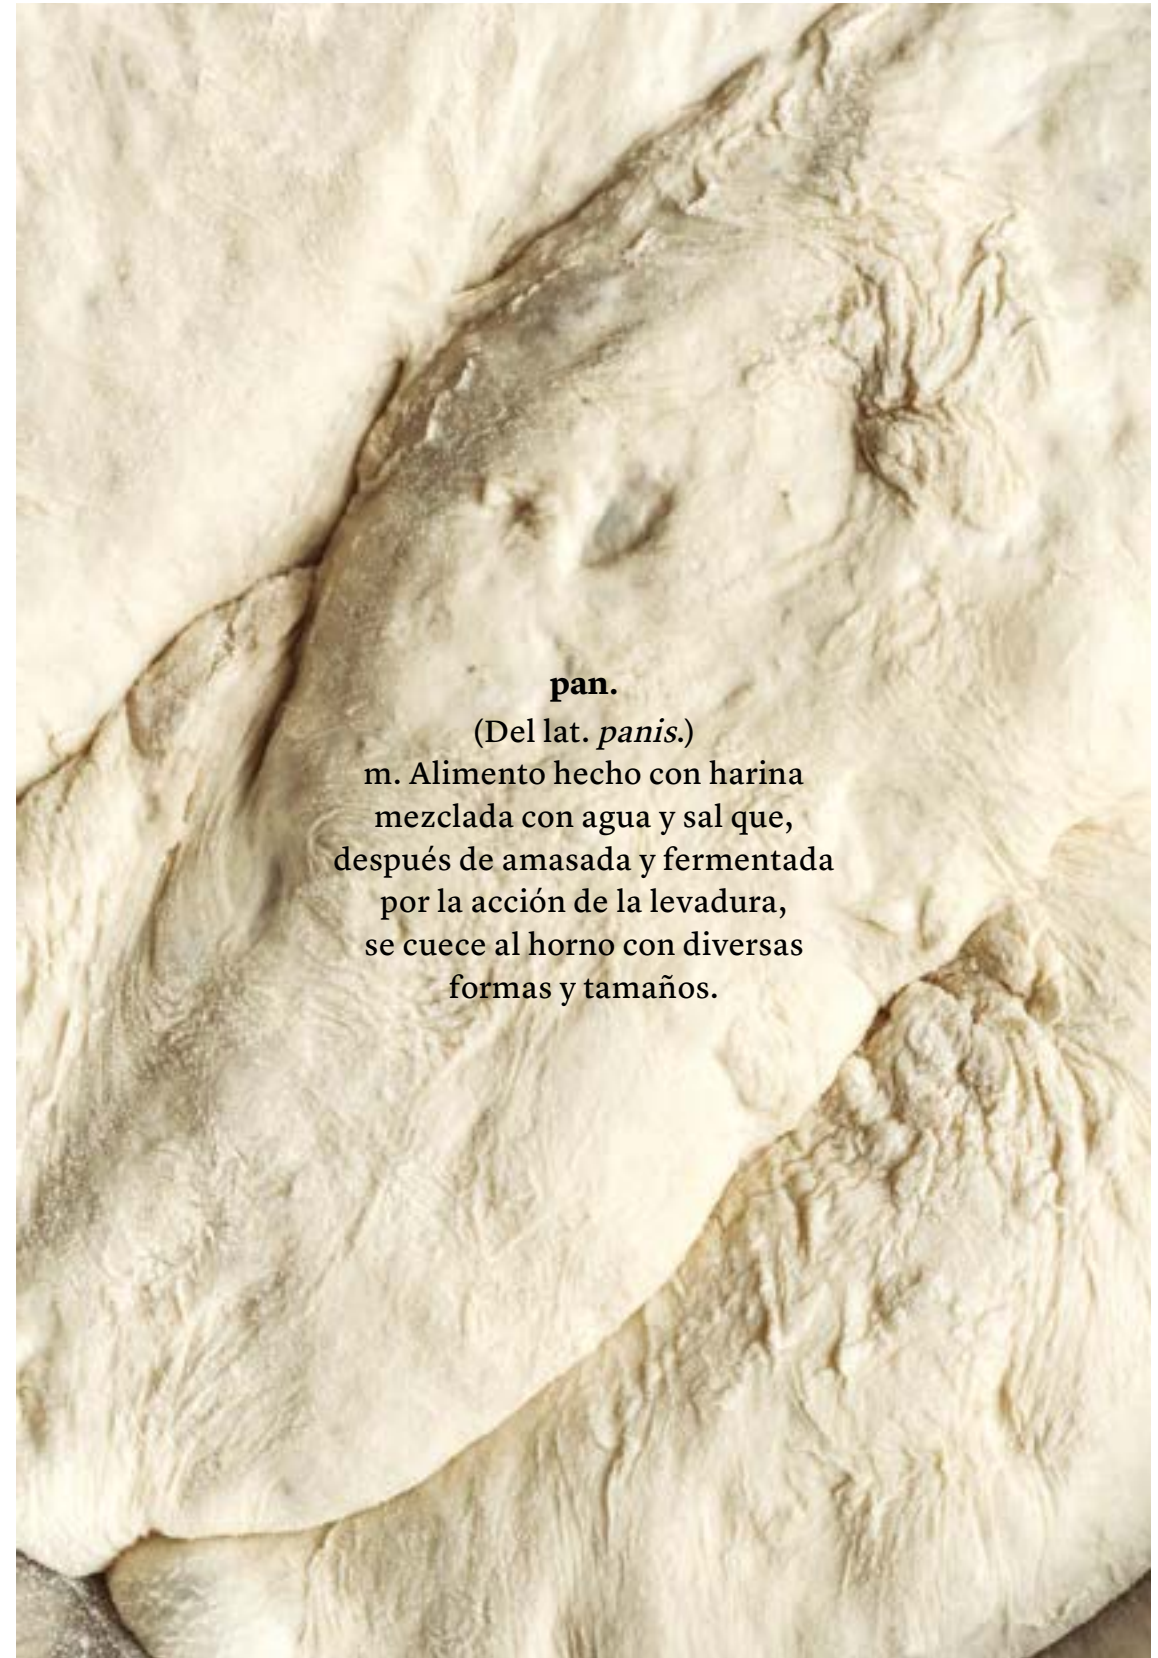 pan.
(Del lat. panis.)
m. Alimento hecho con harina
mezclada con agua y sal que,
después de amasada y fermentada
por la acción de la levadura,
se cuece al horno con diversas
formas y tamaños.